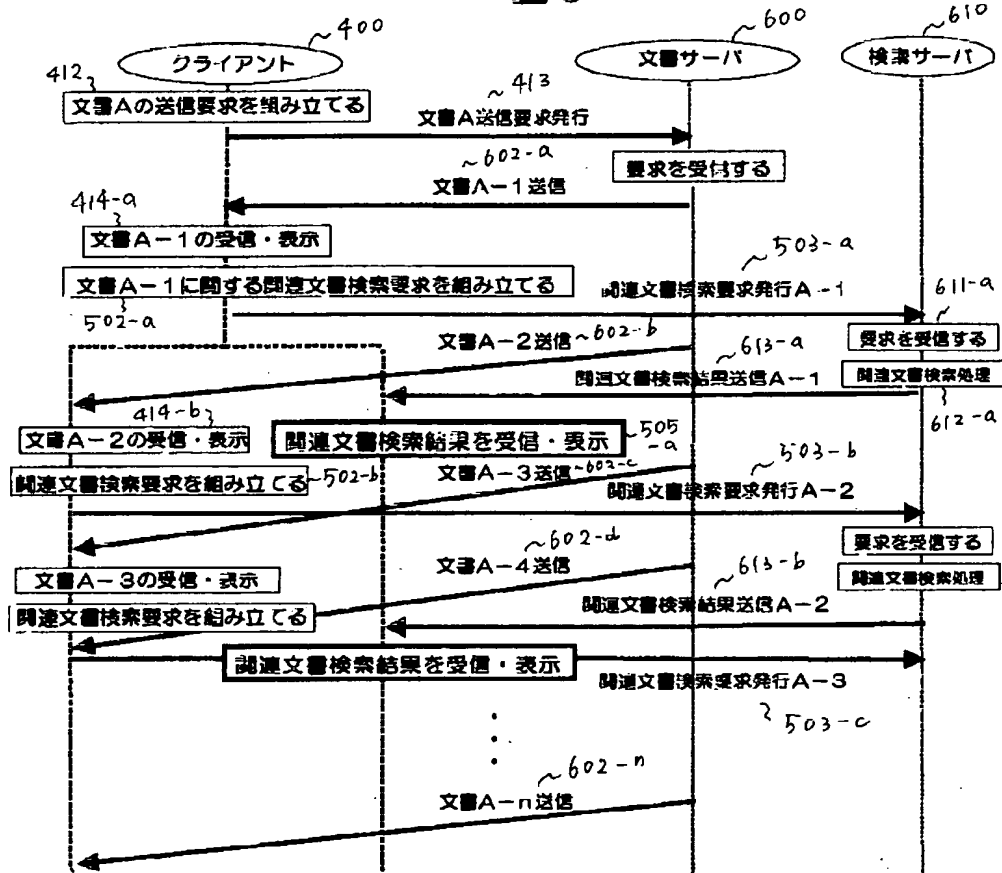 ~400
~600
610
クライアント
文書サーバ
検索サーバ
412
文書Aの送信要求を組み立てる
~413
文書A送信要求発行
~602-a
要求を受付する
文書A-1送信
414-a
文書A-1の受信・表示
~503-a
文書A-1に関する関連文書検索要求を組み立てる
関連文書検索要求発行A-1
611-a
502-a
文書A-2送信~602-b
要求を受信する
~613-a
関連文書検索結果送信A-1
関連文書検索処理
414-b
612-a
文書A-2の受信・表示
関連文書検索結果を受信・表示
~505-a
~503-b
文書A-3送信~602-c
関連文書検索要求を組み立てる~502-b
関連文書検索要求発行A-2
~602-d
要求を受信する
文書A-4送信
~613-b
文書A-3の受信・表示
関連文書検索処理
関連文書検索結果送信A-2
関連文書検索要求を組み立てる
関連文書検索結果を受信・表示
関連文書検索要求発行A-3
503-c
~602-n
文書A-n送信